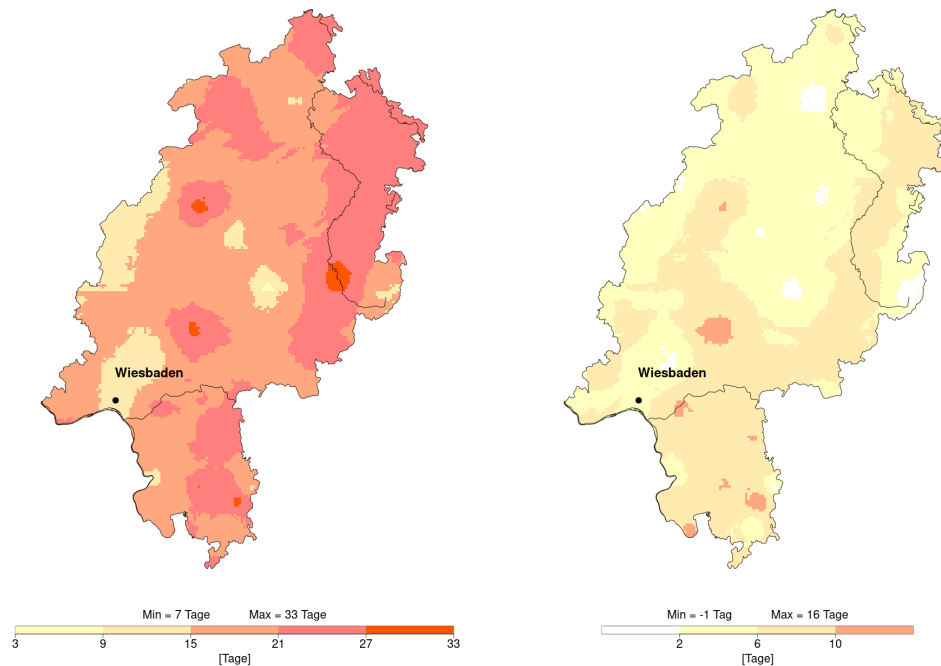 Wiesbaden
Wiesbaden
Min = 7 Tage Max = 33 Tage
3 9 15 21 27 33
[Tage]
Min = -1 Tag Max = 16 Tage
2 6 10
[Tage]